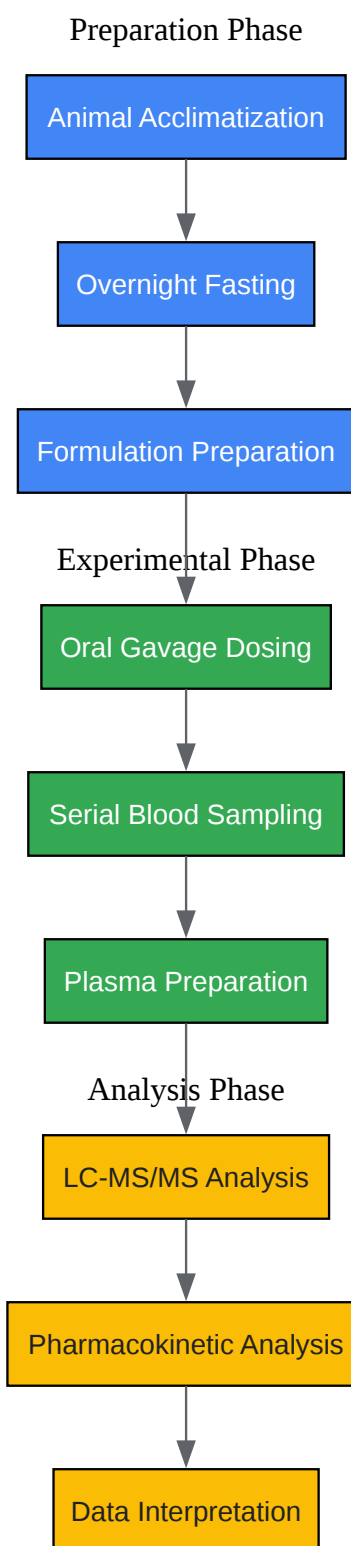 Preparation Phase
Animal Acclimatization
Overnight Fasting
Formulation Preparation
Experimental Phase
Oral Gavage Dosing
Serial Blood Sampling
Plasma Preparation
Analysis Phase
LC-MS/MS Analysis
Pharmacokinetic Analysis
Data Interpretation